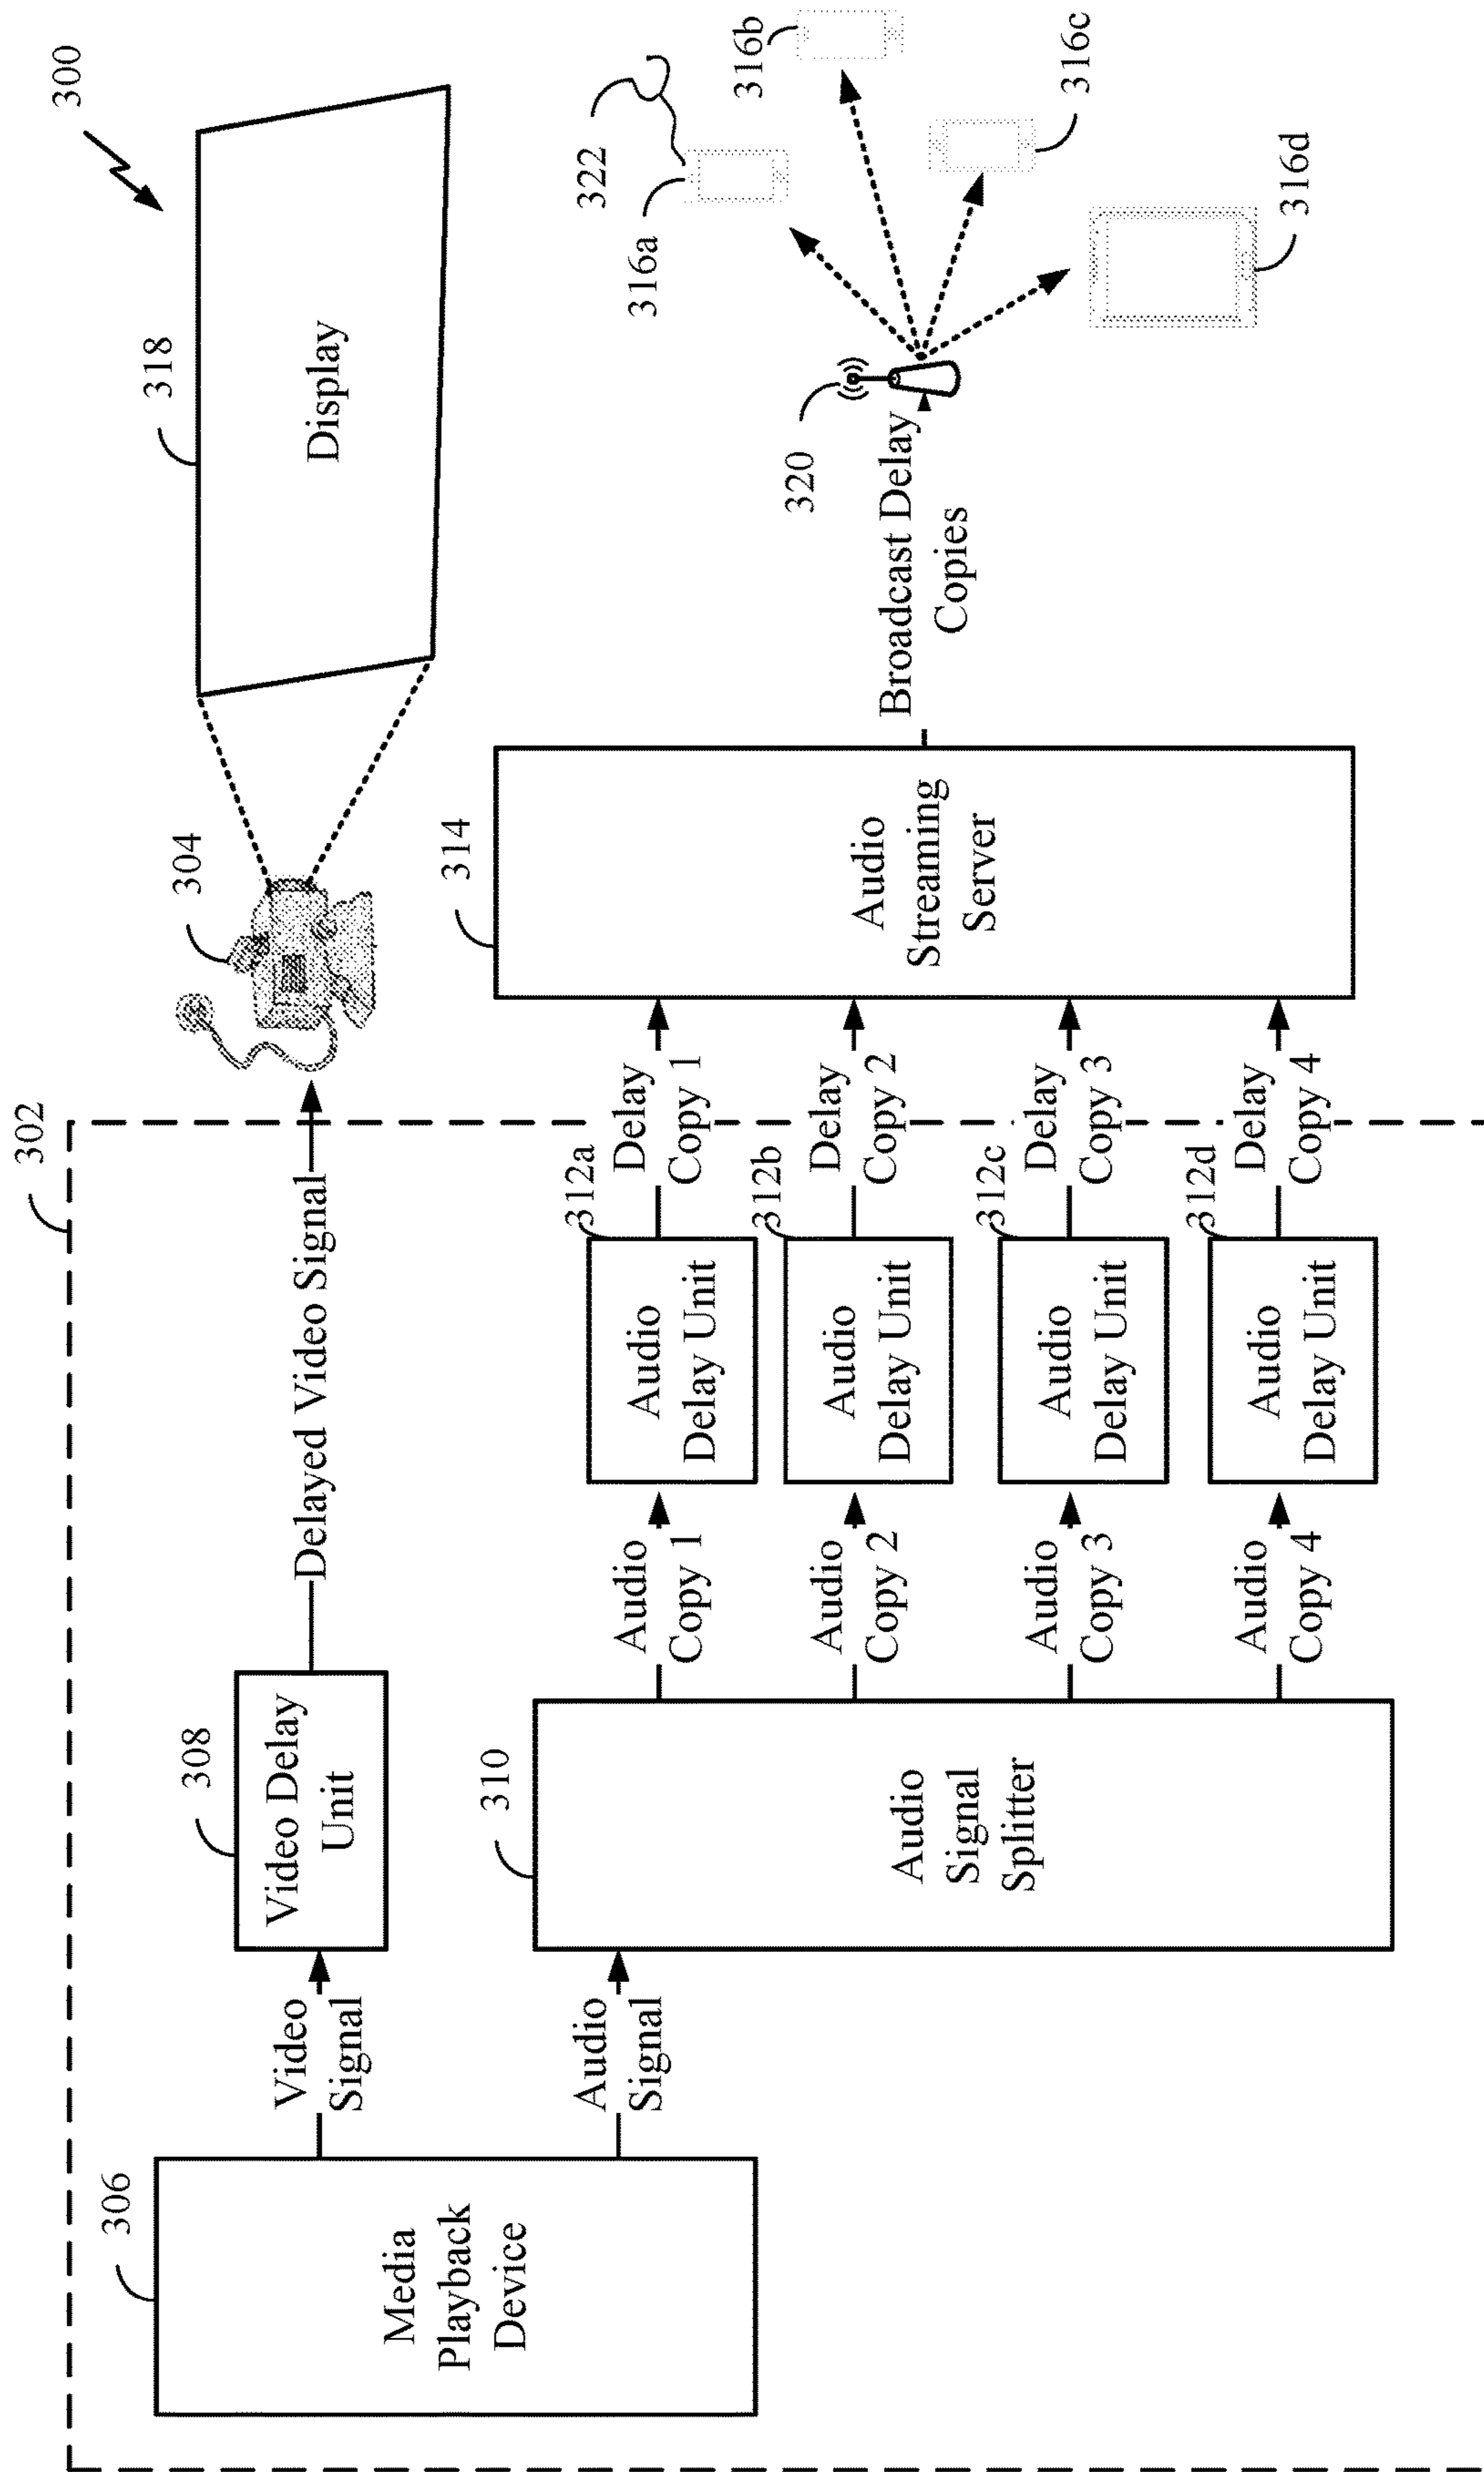 300
302
318
Display
304
Delayed Video Signal
308
Video Delay
Unit
Video
Signal
306
Media
Playback
Device
Audio
Signal
310
Audio
Signal
Splitter
Audio
Copy 1
Audio
Copy 2
Audio
Copy 3
Audio
Copy 4
312a
Audio
Delay Unit
312b
Audio
Delay Unit
312c
Audio
Delay Unit
312d
Audio
Delay Unit
Delay
Copy 1
Delay
Copy 2
Delay
Copy 3
Delay
Copy 4
314
Audio
Streaming
Server
Broadcast Delay
Copies
320
322
316a
316b
316c
316d